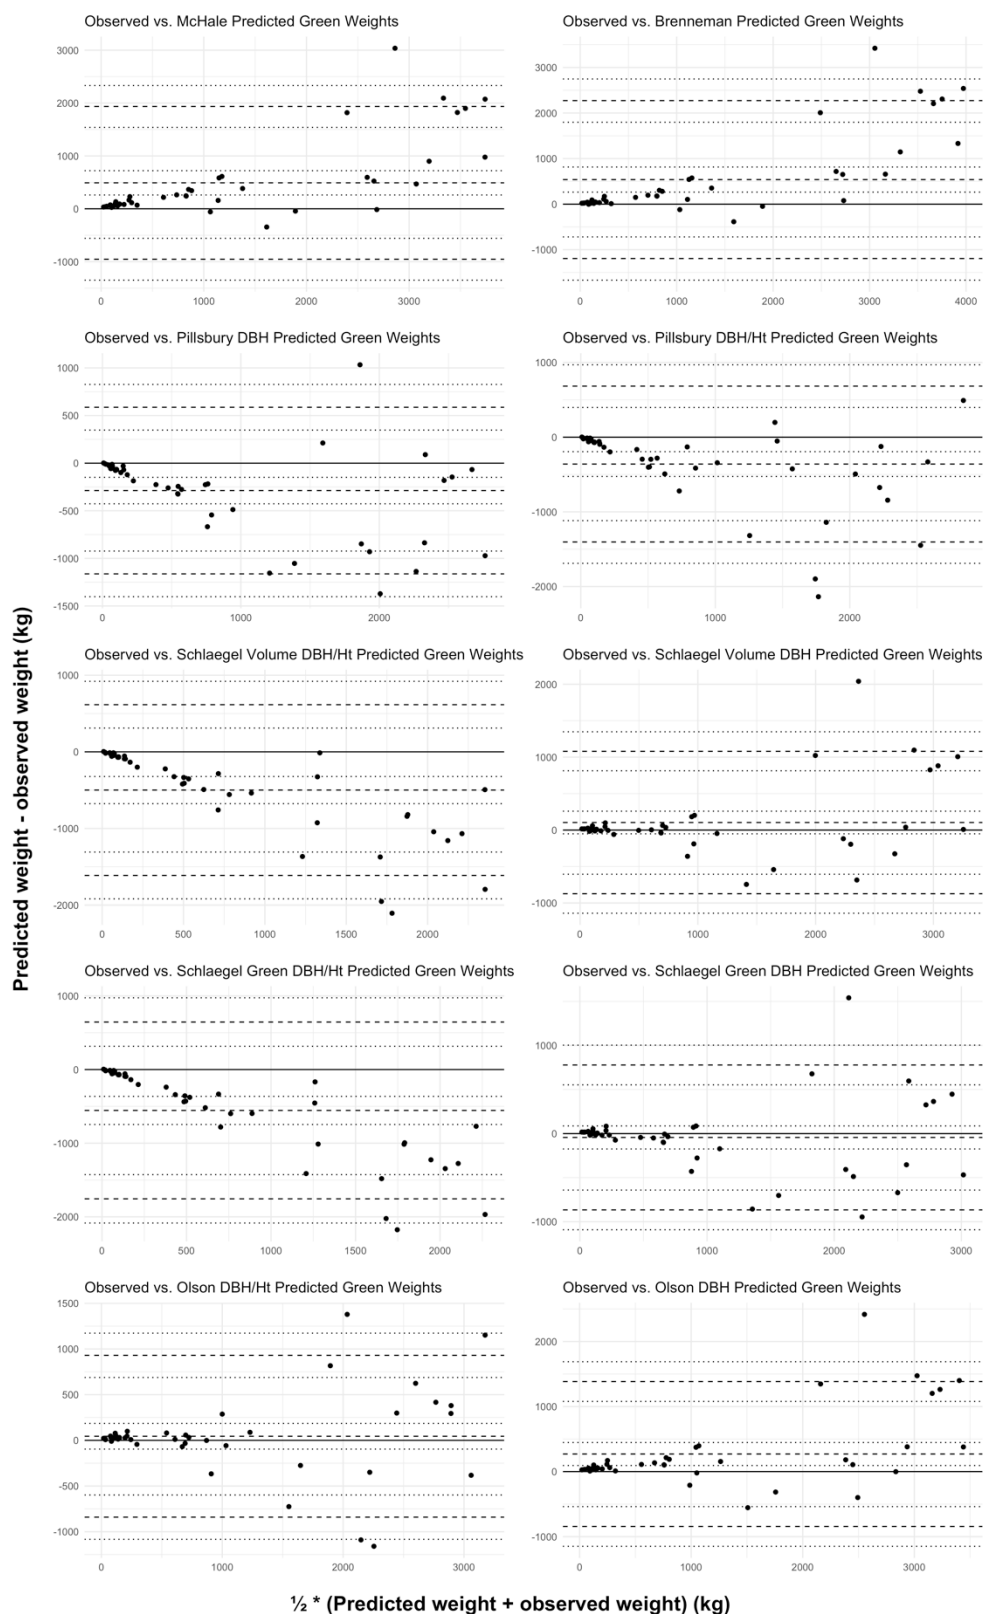 Observed vs. McHale Predicted Green Weights
3000
2000
1000
0
-1000
0 1000 2000 3000
Observed vs. Brenneman Predicted Green Weights
3000
2000
1000
0
-1000
0 1000 2000 3000 4000
Observed vs. Pillsbury DBH Predicted Green Weights
1000
500
0
-500
-1000
-1500
0 1000 2000
Observed vs. Pillsbury DBH/Ht Predicted Green Weights
1000
0
-1000
-2000
0 1000 2000
Predicted weight - observed weight (kg)
Observed vs. Schlaegel Volume DBH/Ht Predicted Green Weights
1000
0
-1000
-2000
0 500 1000 1500 2000
Observed vs. Schlaegel Volume DBH Predicted Green Weights
2000
1000
0
-1000
0 1000 2000 3000
Observed vs. Schlaegel Green DBH/Ht Predicted Green Weights
1000
0
-1000
-2000
0 500 1000 1500 2000
Observed vs. Schlaegel Green DBH Predicted Green Weights
1000
0
-1000
0 1000 2000 3000
Observed vs. Olson DBH/Ht Predicted Green Weights
1500
1000
500
0
-500
-1000
0 1000 2000 3000
Observed vs. Olson DBH Predicted Green Weights
2000
1000
0
-1000
0 1000 2000 3000
½ * (Predicted weight + observed weight) (kg)